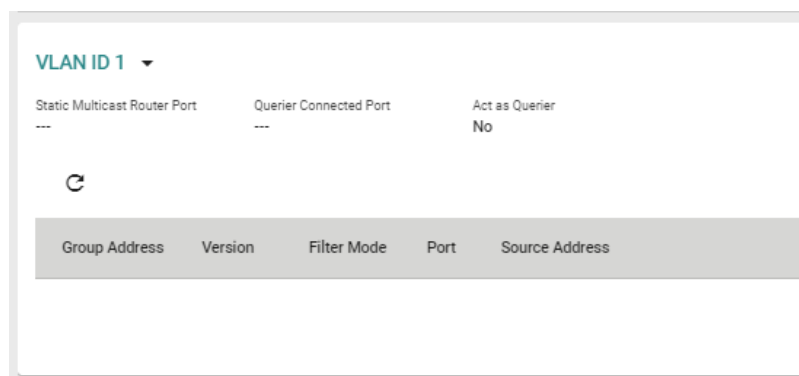 VLAN ID 1
Static Multicast Router Port Querier Connected Port Act as Querier
--- --- No
Group Address Version Filter Mode Port Source Address